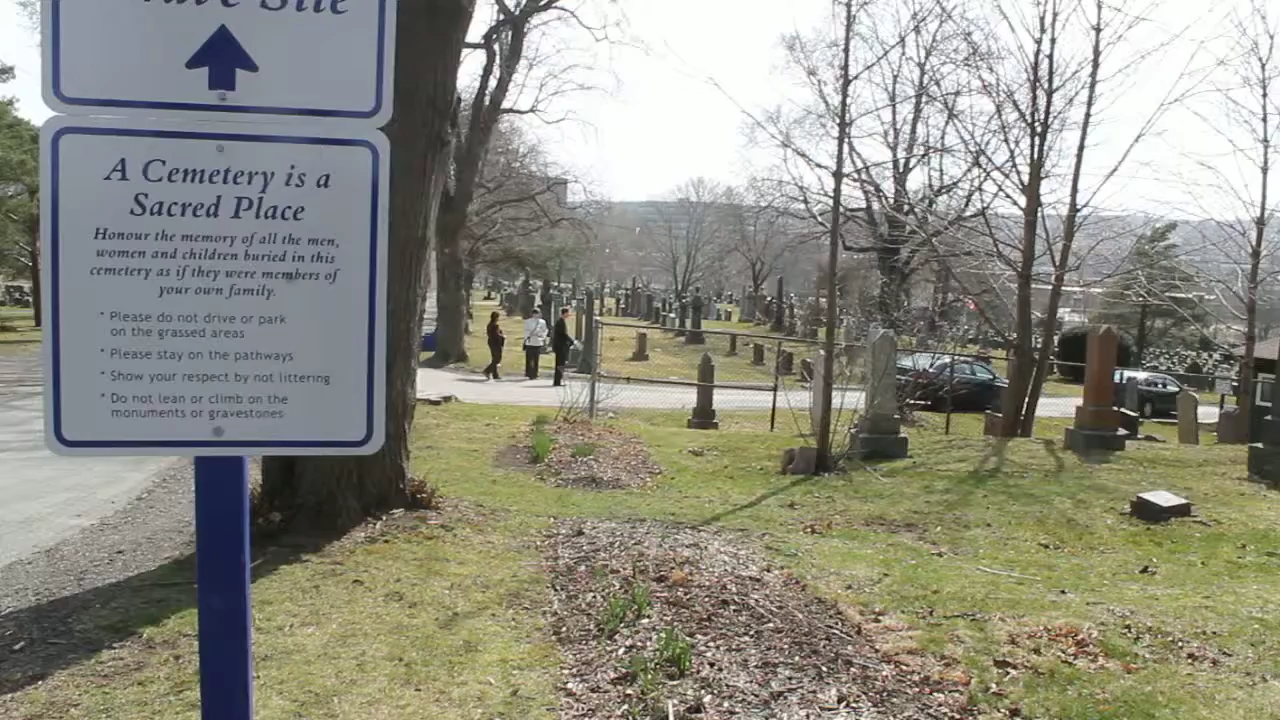 Site
A Cemetery is a
Sacred Place
Honour the memory of all the men,
women and children buried in this
cemetery as if they were members of
your own family.
* Please do not drive or park
on the grassed areas
* Please stay on the pathways
* Show your respect by not littering
* Do not lean or climb on the
monuments or gravestones